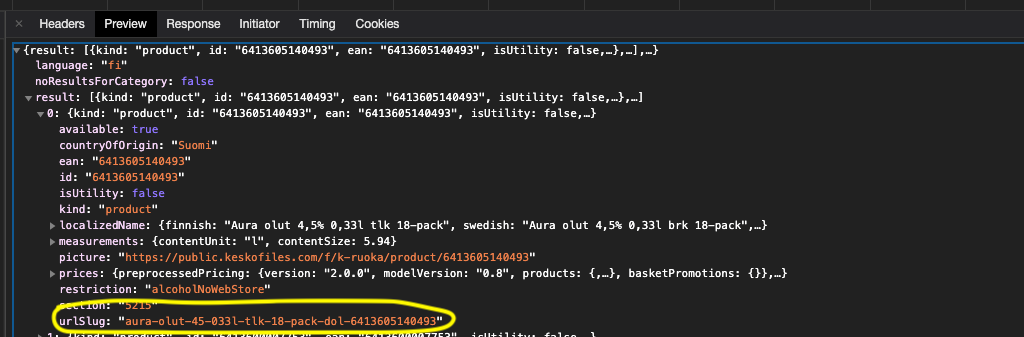 × Headers Preview Response Initiator Timing Cookies
▼{result: [{kind: "product", id: "6413605140493", ean: "6413605140493", isUtility: false,…},…],…}
language: "fi"
noResultsForCategory: false
▼result: [{kind: "product", id: "6413605140493", ean: "6413605140493", isUtility: false,…},…]
▼0: {kind: "product", id: "6413605140493", ean: "6413605140493", isUtility: false,…}
available: true
countryOfOrigin: "Suomi"
ean: "6413605140493"
id: "6413605140493"
isUtility: false
kind: "product"
▶localizedName: {finnish: "Aura olut 4,5% 0,33l tlk 18-pack", swedish: "Aura olut 4,5% 0,33l brk 18-pack",…}
▶measurements: {contentUnit: "l", contentSize: 5.94}
picture: "https://public.keskofiles.com/f/k-ruoka/product/6413605140493"
▶prices: {preprocessedPricing: {version: "2.0.0", modelVersion: "0.8", products: {,…}, basketPromotions: {}},…}
restriction: "alcoholNoWebStore"
section: "5215"
urlSlug: "aura-olut-45-033l-tlk-18-pack-dol-6413605140493"